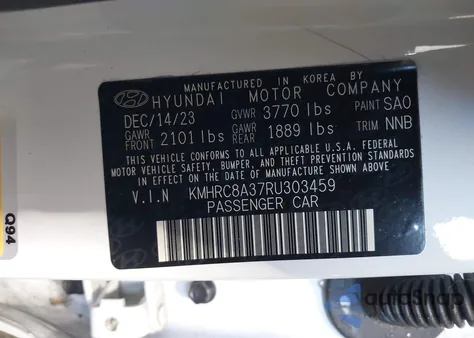 MANUFACTURED IN KOREA BY
HYUNDAI MOTOR COMPANY
DEC/14/23 GVWR 3770 lbs PAINT SAO
GAWR FRONT 2101 lbs GAWR REAR 1889 lbs TRIM NNB
THIS VEHICLE CONFORMS TO ALL APPLICABLE U.S.A. FEDERAL
MOTOR VEHICLE SAFETY, BUMPER, AND THEFT PREVENTION
STANDARDS IN EFFECT ON THE DATE OF MANUFACTURE SHOWN ABOVE.
V.I.N KMHRC8A37RU303459
PASSENGER CAR
Q94
autoSnap